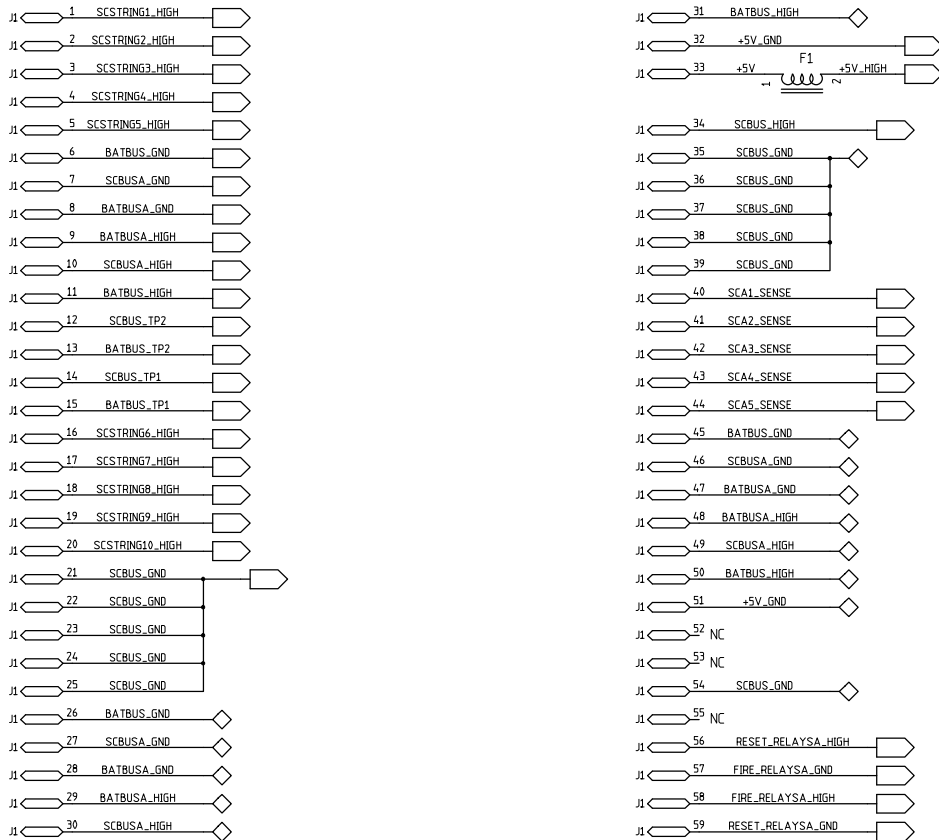 J1 1 SCSTRING1_HIGH
J1 2 SCSTRING2_HIGH
J1 3 SCSTRING3_HIGH
J1 4 SCSTRING4_HIGH
J1 5 SCSTRING5_HIGH
J1 6 BATBUS_GND
J1 7 SCBUSA_GND
J1 8 BATBUSA_GND
J1 9 BATBUSA_HIGH
J1 10 SCBUSA_HIGH
J1 11 BATBUS_HIGH
J1 12 SCBUS_TP2
J1 13 BATBUS_TP2
J1 14 SCBUS_TP1
J1 15 BATBUS_TP1
J1 16 SCSTRING6_HIGH
J1 17 SCSTRING7_HIGH
J1 18 SCSTRING8_HIGH
J1 19 SCSTRING9_HIGH
J1 20 SCSTRING10_HIGH
J1 21 SCBUS_GND
J1 22 SCBUS_GND
J1 23 SCBUS_GND
J1 24 SCBUS_GND
J1 25 SCBUS_GND
J1 26 BATBUS_GND
J1 27 SCBUSA_GND
J1 28 BATBUSA_GND
J1 29 BATBUSA_HIGH
J1 30 SCBUSA_HIGH
J1 31 BATBUS_HIGH
J1 32 +5V_GND
F1
J1 33 +5V 1 2 +5V_HIGH
J1 34 SCBUS_HIGH
J1 35 SCBUS_GND
J1 36 SCBUS_GND
J1 37 SCBUS_GND
J1 38 SCBUS_GND
J1 39 SCBUS_GND
J1 40 SCA1_SENSE
J1 41 SCA2_SENSE
J1 42 SCA3_SENSE
J1 43 SCA4_SENSE
J1 44 SCA5_SENSE
J1 45 BATBUS_GND
J1 46 SCBUSA_GND
J1 47 BATBUSA_GND
J1 48 BATBUSA_HIGH
J1 49 SCBUSA_HIGH
J1 50 BATBUS_HIGH
J1 51 +5V_GND
J1 52 NC
J1 53 NC
J1 54 SCBUS_GND
J1 55 NC
J1 56 RESET_RELAYSA_HIGH
J1 57 FIRE_RELAYSA_GND
J1 58 FIRE_RELAYSA_HIGH
J1 59 RESET_RELAYSA_GND